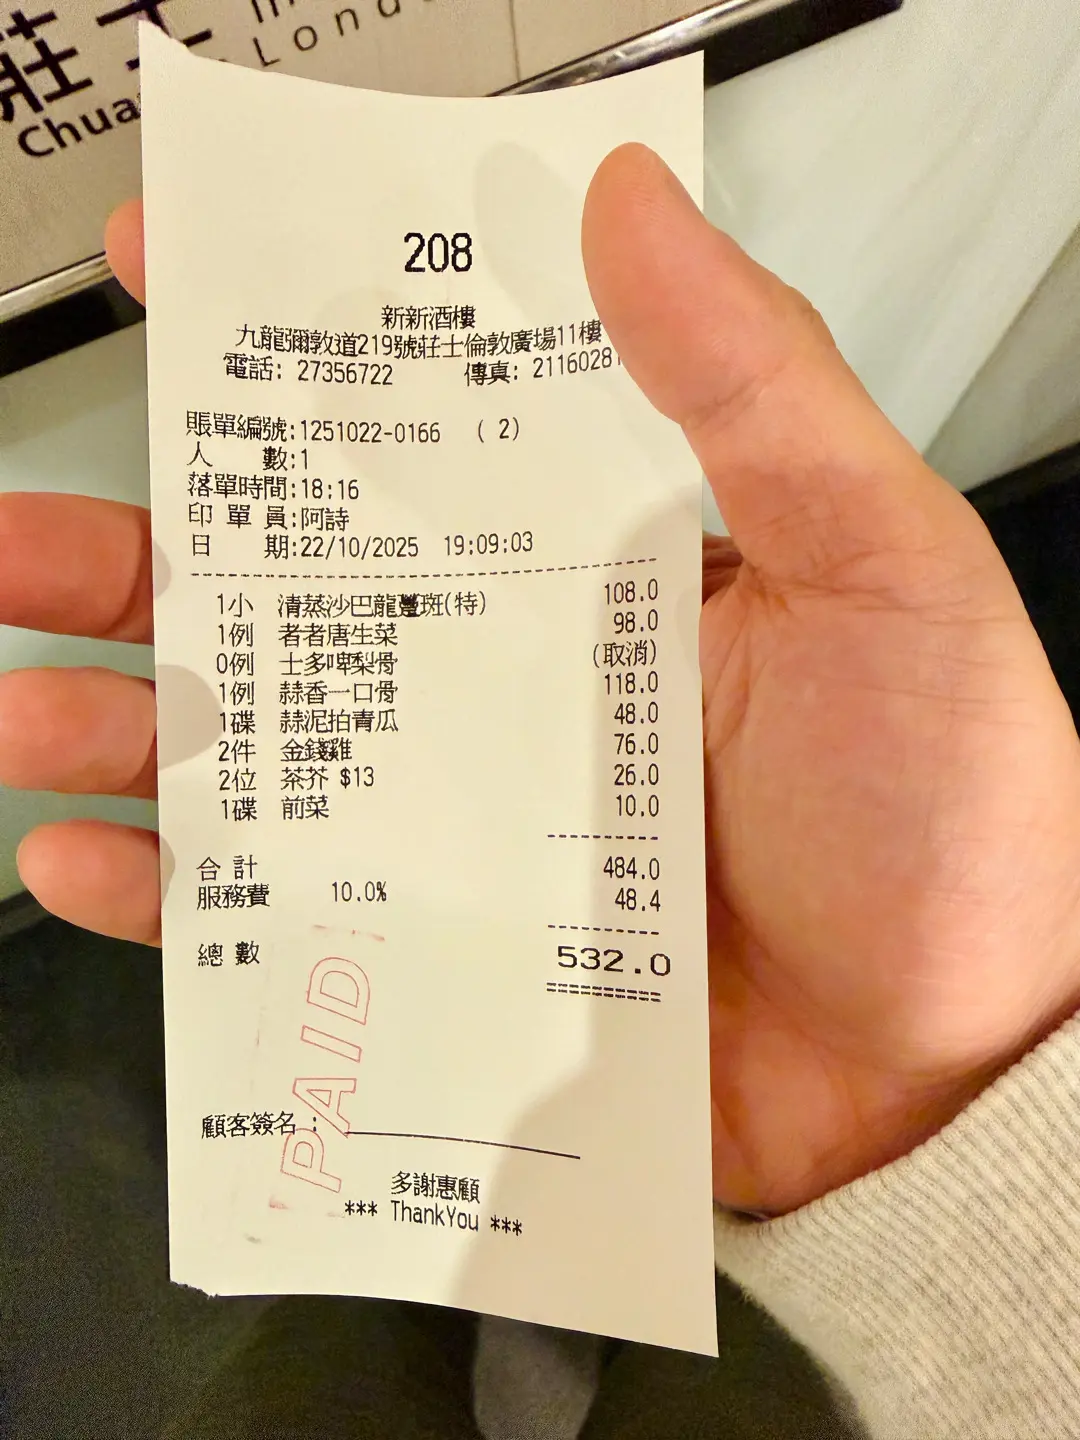 莊士
Chua
Lond
208
新新酒樓
九龍彌敦道219號莊士倫敦廣場11樓
電話: 27356722 傳真: 2116028
賬單編號:1251022-0166 ( 2)
人 數:1
落單時間:18:16
印 單 員:阿詩
日 期:22/10/2025 19:09:03
1小 清蒸沙巴龍躉斑(特) 108.0
1例 者者唐生菜 98.0
0例 士多啤梨骨 (取消)
1例 蒜香一口骨 118.0
1碟 蒜泥拍青瓜 48.0
2件 金錢雞 76.0
2位 茶芥 $13 26.0
1碟 前菜 10.0
合 計 484.0
服務費 10.0% 48.4
總 數 532.0
PAID
顧客簽名 :
多謝惠顧
*** ThankYou ***